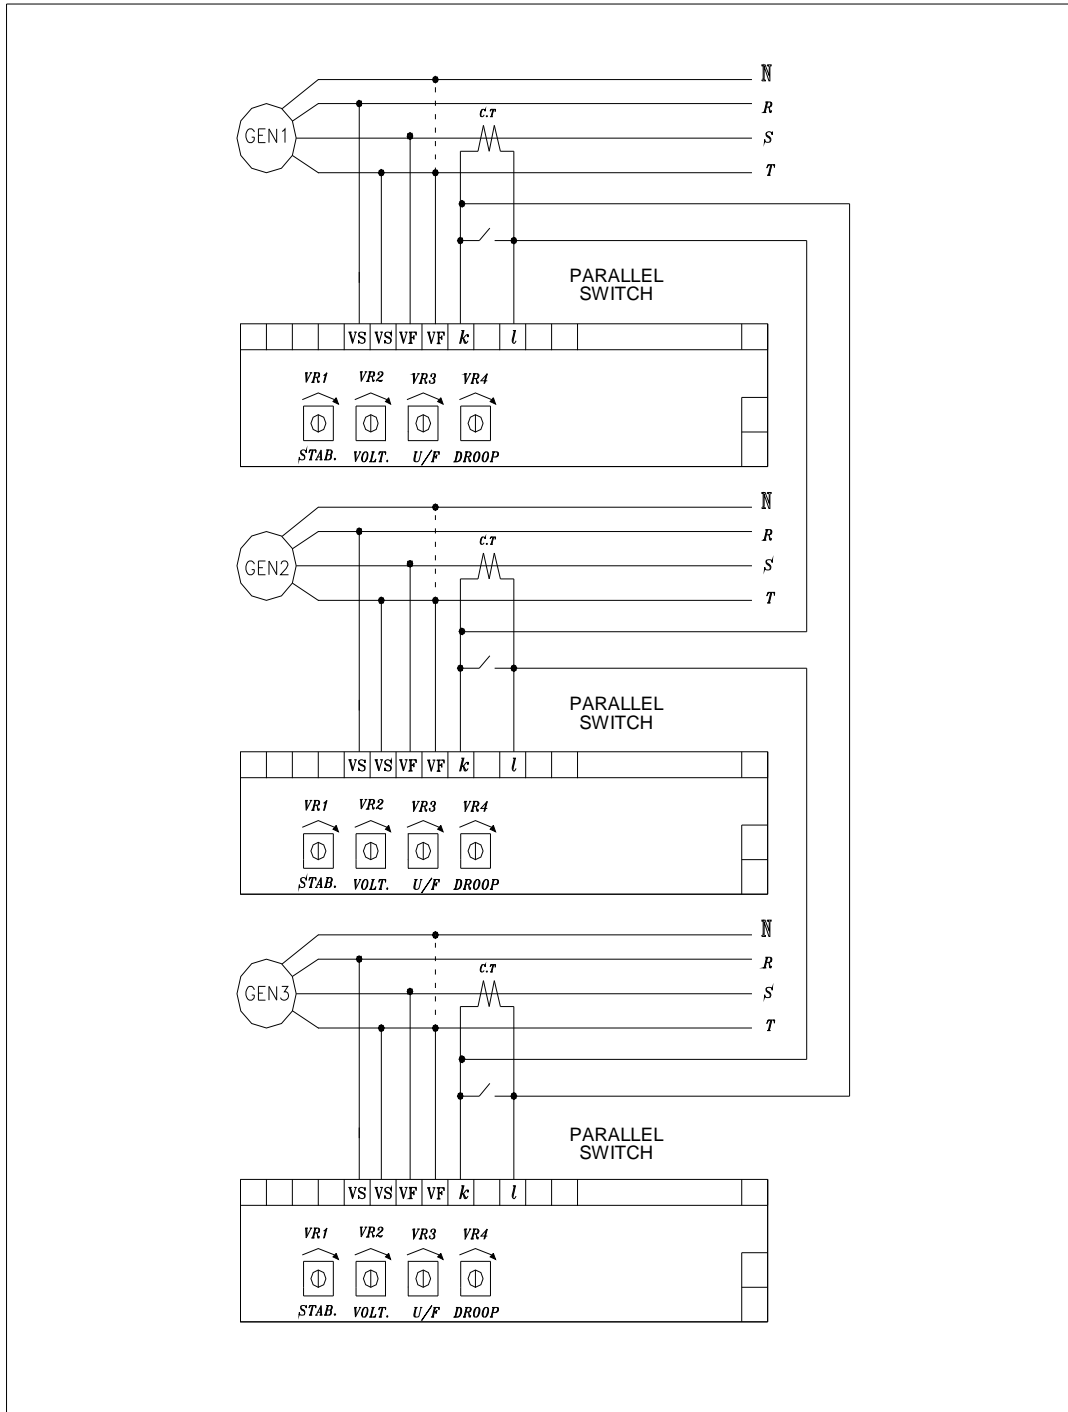 N
R
C.T
GEN1
S
T
PARALLEL
SWITCH
VS VS VF VF k l
VR1 VR2 VR3 VR4
STAB. VOLT. U/F DROOP
N
R
C.T
GEN2
S
T
PARALLEL
SWITCH
VS VS VF VF k l
VR1 VR2 VR3 VR4
STAB. VOLT. U/F DROOP
N
R
C.T
GEN3
S
T
PARALLEL
SWITCH
VS VS VF VF k l
VR1 VR2 VR3 VR4
STAB. VOLT. U/F DROOP